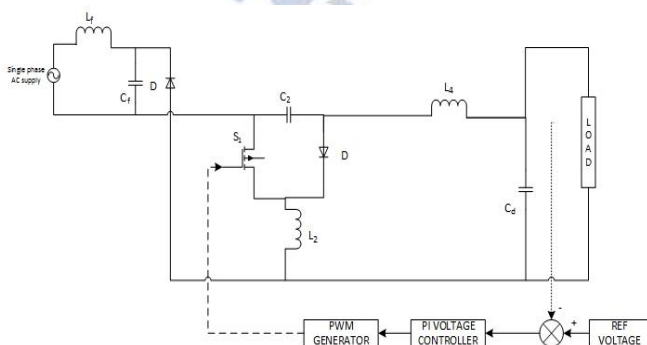 Lf
Single phase
AC supply
Cf
D
C2
S1
D
L2
L4
Cd
L
O
A
D
-
+
PWM
GENERATOR
PI VOLTAGE
CONTROLLER
REF
VOLTAGE